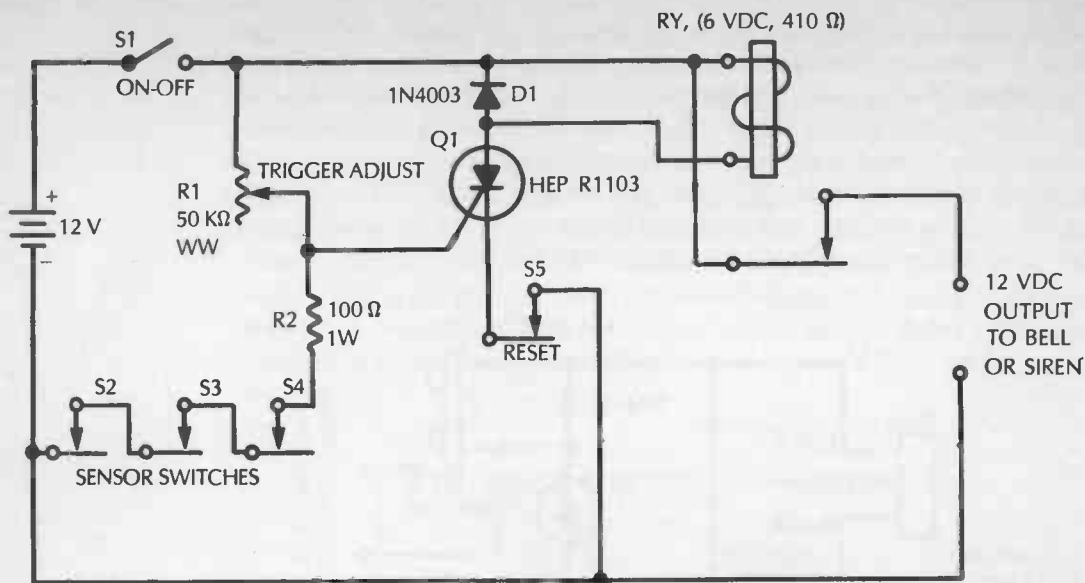 RY, (6 VDC, 410 Ω)
S1
ON-OFF
1N4003
D1
Q1
TRIGGER ADJUST
HEP R1103
R1
50 KΩ
WW
+
12 V
−
S5
RESET
R2
100 Ω
1W
12 VDC
OUTPUT
TO BELL
OR SIREN
S2
S3
S4
SENSOR SWITCHES